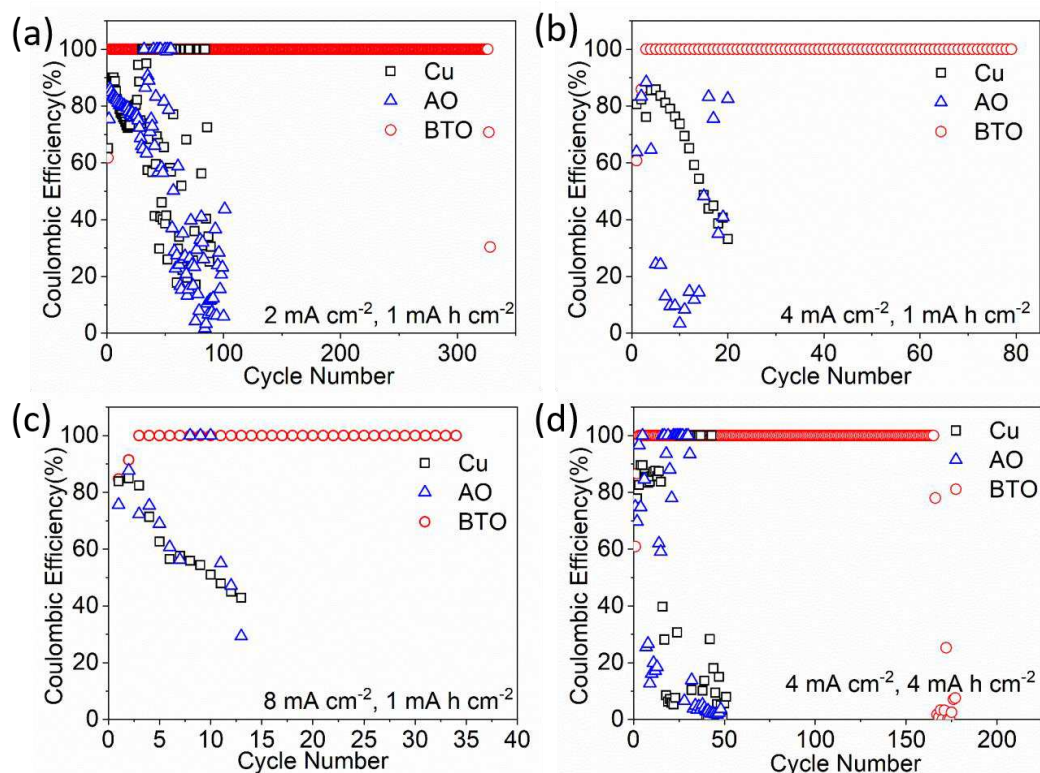 (a)
100
80
60
40
20
0
Coulombic Efficiency(%)
Cu
AO
BTO
2 mA cm⁻², 1 mA h cm⁻²
0 100 200 300
Cycle Number
(b)
100
80
60
40
20
0
Coulombic Efficiency(%)
Cu
AO
BTO
4 mA cm⁻², 1 mA h cm⁻²
0 20 40 60 80
Cycle Number
(c)
100
80
60
40
20
0
Coulombic Efficiency(%)
Cu
AO
BTO
8 mA cm⁻², 1 mA h cm⁻²
0 5 10 15 20 25 30 35 40
Cycle Number
(d)
100
80
60
40
20
0
Coulombic Efficiency(%)
Cu
AO
BTO
4 mA cm⁻², 4 mA h cm⁻²
0 50 100 150 200
Cycle Number